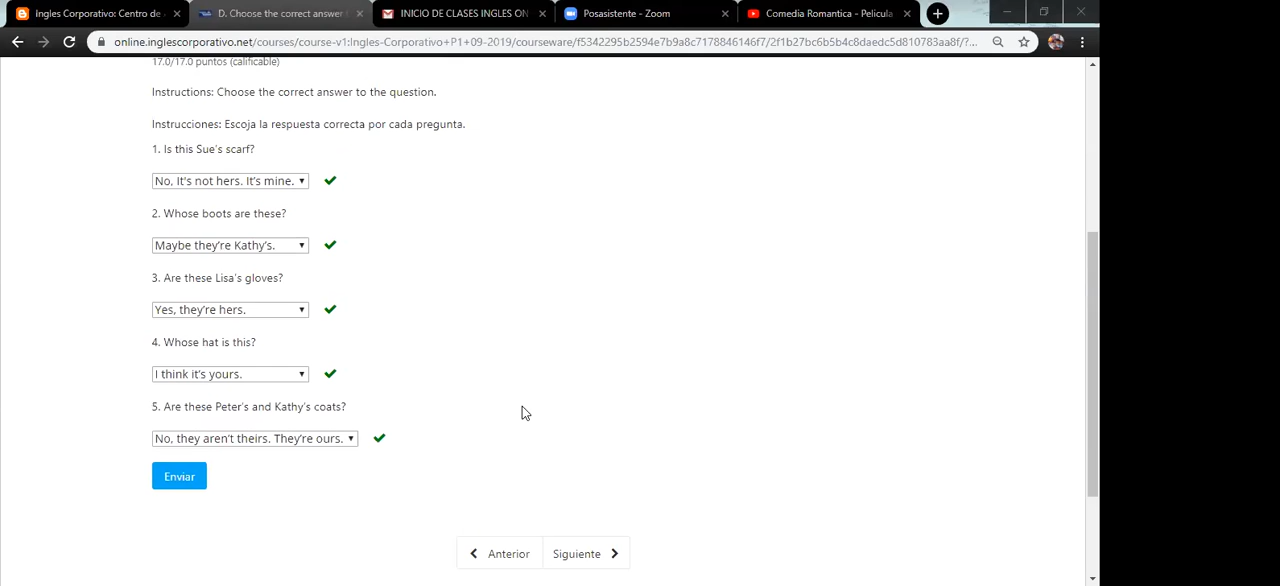 Ingles Corporativo: Centro de
D. Choose the correct answer
INICIO DE CLASES INGLES ON
Posasistente - Zoom
Comedia Romantica - Pelicula
online.inglescorporativo.net/courses/course-v1:Ingles-Corporativo+P1+09-2019/courseware/f5342295b2594e7b9a8c7178846146f7/2f1b27bc6b5b4c8daedc5d810783aa8f/?...
17.0/17.0 puntos (calificable)
Instructions: Choose the correct answer to the question.
Instrucciones: Escoja la respuesta correcta por cada pregunta.
1. Is this Sue's scarf?
No, It's not hers. It's mine.
2. Whose boots are these?
Maybe they're Kathy's.
3. Are these Lisa's gloves?
Yes, they're hers.
4. Whose hat is this?
I think it's yours.
5. Are these Peter's and Kathy's coats?
No, they aren't theirs. They're ours.
Enviar
Anterior Siguiente